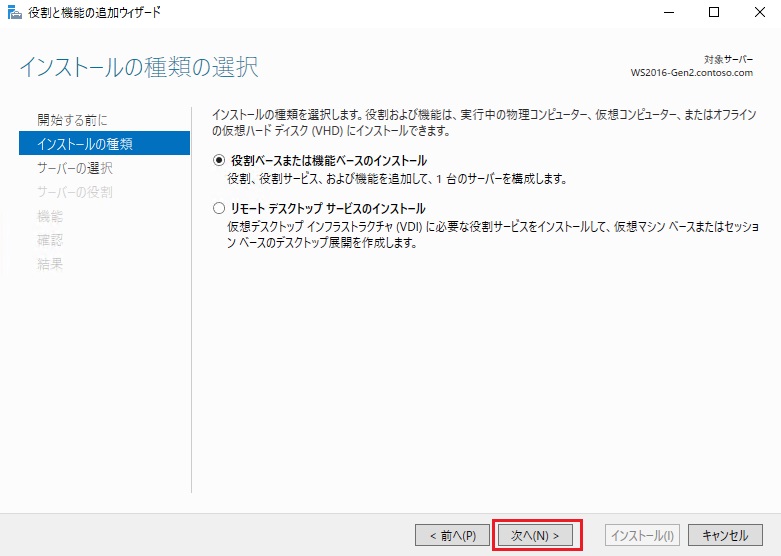 役割と機能の追加ウィザード
インストールの種類の選択
対象サーバー
WS2016-Gen2.contoso.com
開始する前に
インストールの種類
サーバーの選択
サーバーの役割
機能
確認
結果
インストールの種類を選択します。役割および機能は、実行中の物理コンピューター、仮想コンピューター、またはオフライン
の仮想ハード ディスク (VHD) にインストールできます。
役割ベースまたは機能ベースのインストール
役割、役割サービス、および機能を追加して、1 台のサーバーを構成します。
リモート デスクトップ サービスのインストール
仮想デスクトップ インフラストラクチャ (VDI) に必要な役割サービスをインストールして、仮想マシン ベースまたはセッショ
ン ベースのデスクトップ展開を作成します。
< 前へ(P)
次へ(N) >
インストール(I)
キャンセル